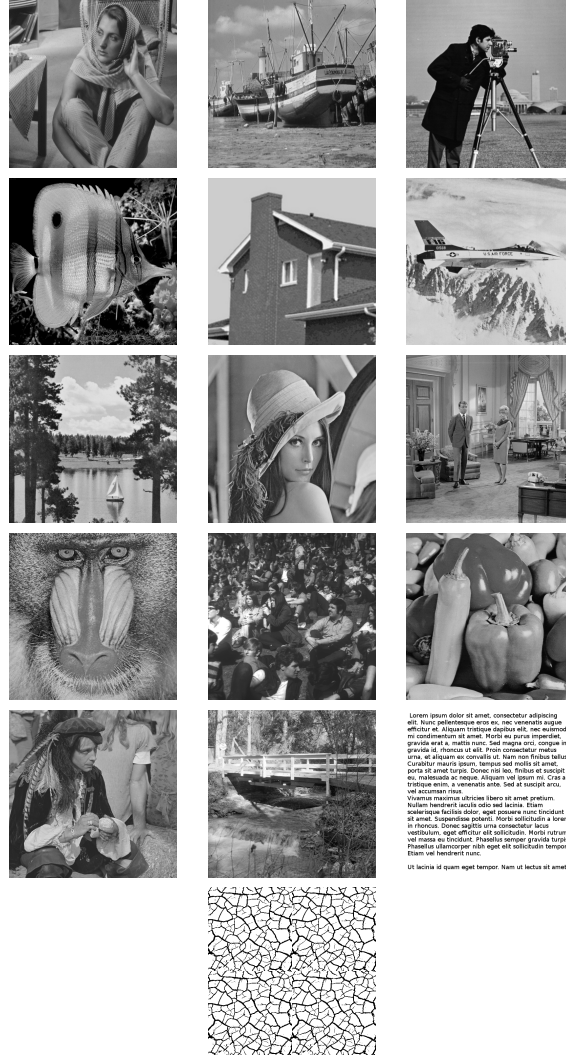 U.S. AIR FORCE
Lorem ipsum dolor sit amet, consectetur adipiscing
elit. Nunc pellentesque eros ex, nec venenatis augue
efficitur et. Aliquam tristique dapibus elit, nec euismod
mi condimentum sit amet. Morbi eu purus imperdiet,
gravida erat a, mattis nunc. Sed magna orci, congue in
gravida id, rhoncus ut elit. Proin consectetur metus
urna, et aliquam ex convallis ut. Nam non finibus tellus.
Curabitur mauris ipsum, tempus sed mollis sit amet,
porta sit amet turpis. Donec nisi leo, finibus et suscipit
eu, malesuada ac neque. Aliquam vel ipsum mi. Cras a
tristique enim, a venenatis ante. Sed at suscipit arcu,
vel accumsan risus.
Vivamus maximus ultricies libero sit amet pretium.
Nullam hendrerit iaculis odio sed lacinia. Etiam
scelerisque facilisis dolor, eget posuere nunc tincidunt
sit amet. Suspendisse potenti. Morbi gravida a lorem
in rhoncus. Donec sagittis urna consectetur lacus
vestibulum, eget efficitur elit sollicitudin. Morbi rutrum
vel massa eu tincidunt. Phasellus semper gravida turpis.
Phasellus ullamcorper nibh eget elit sollicitudin tempor.
Etiam vel hendrerit nunc.
Ut lacinia id quam eget tempor. Nam ut lectus sit amet